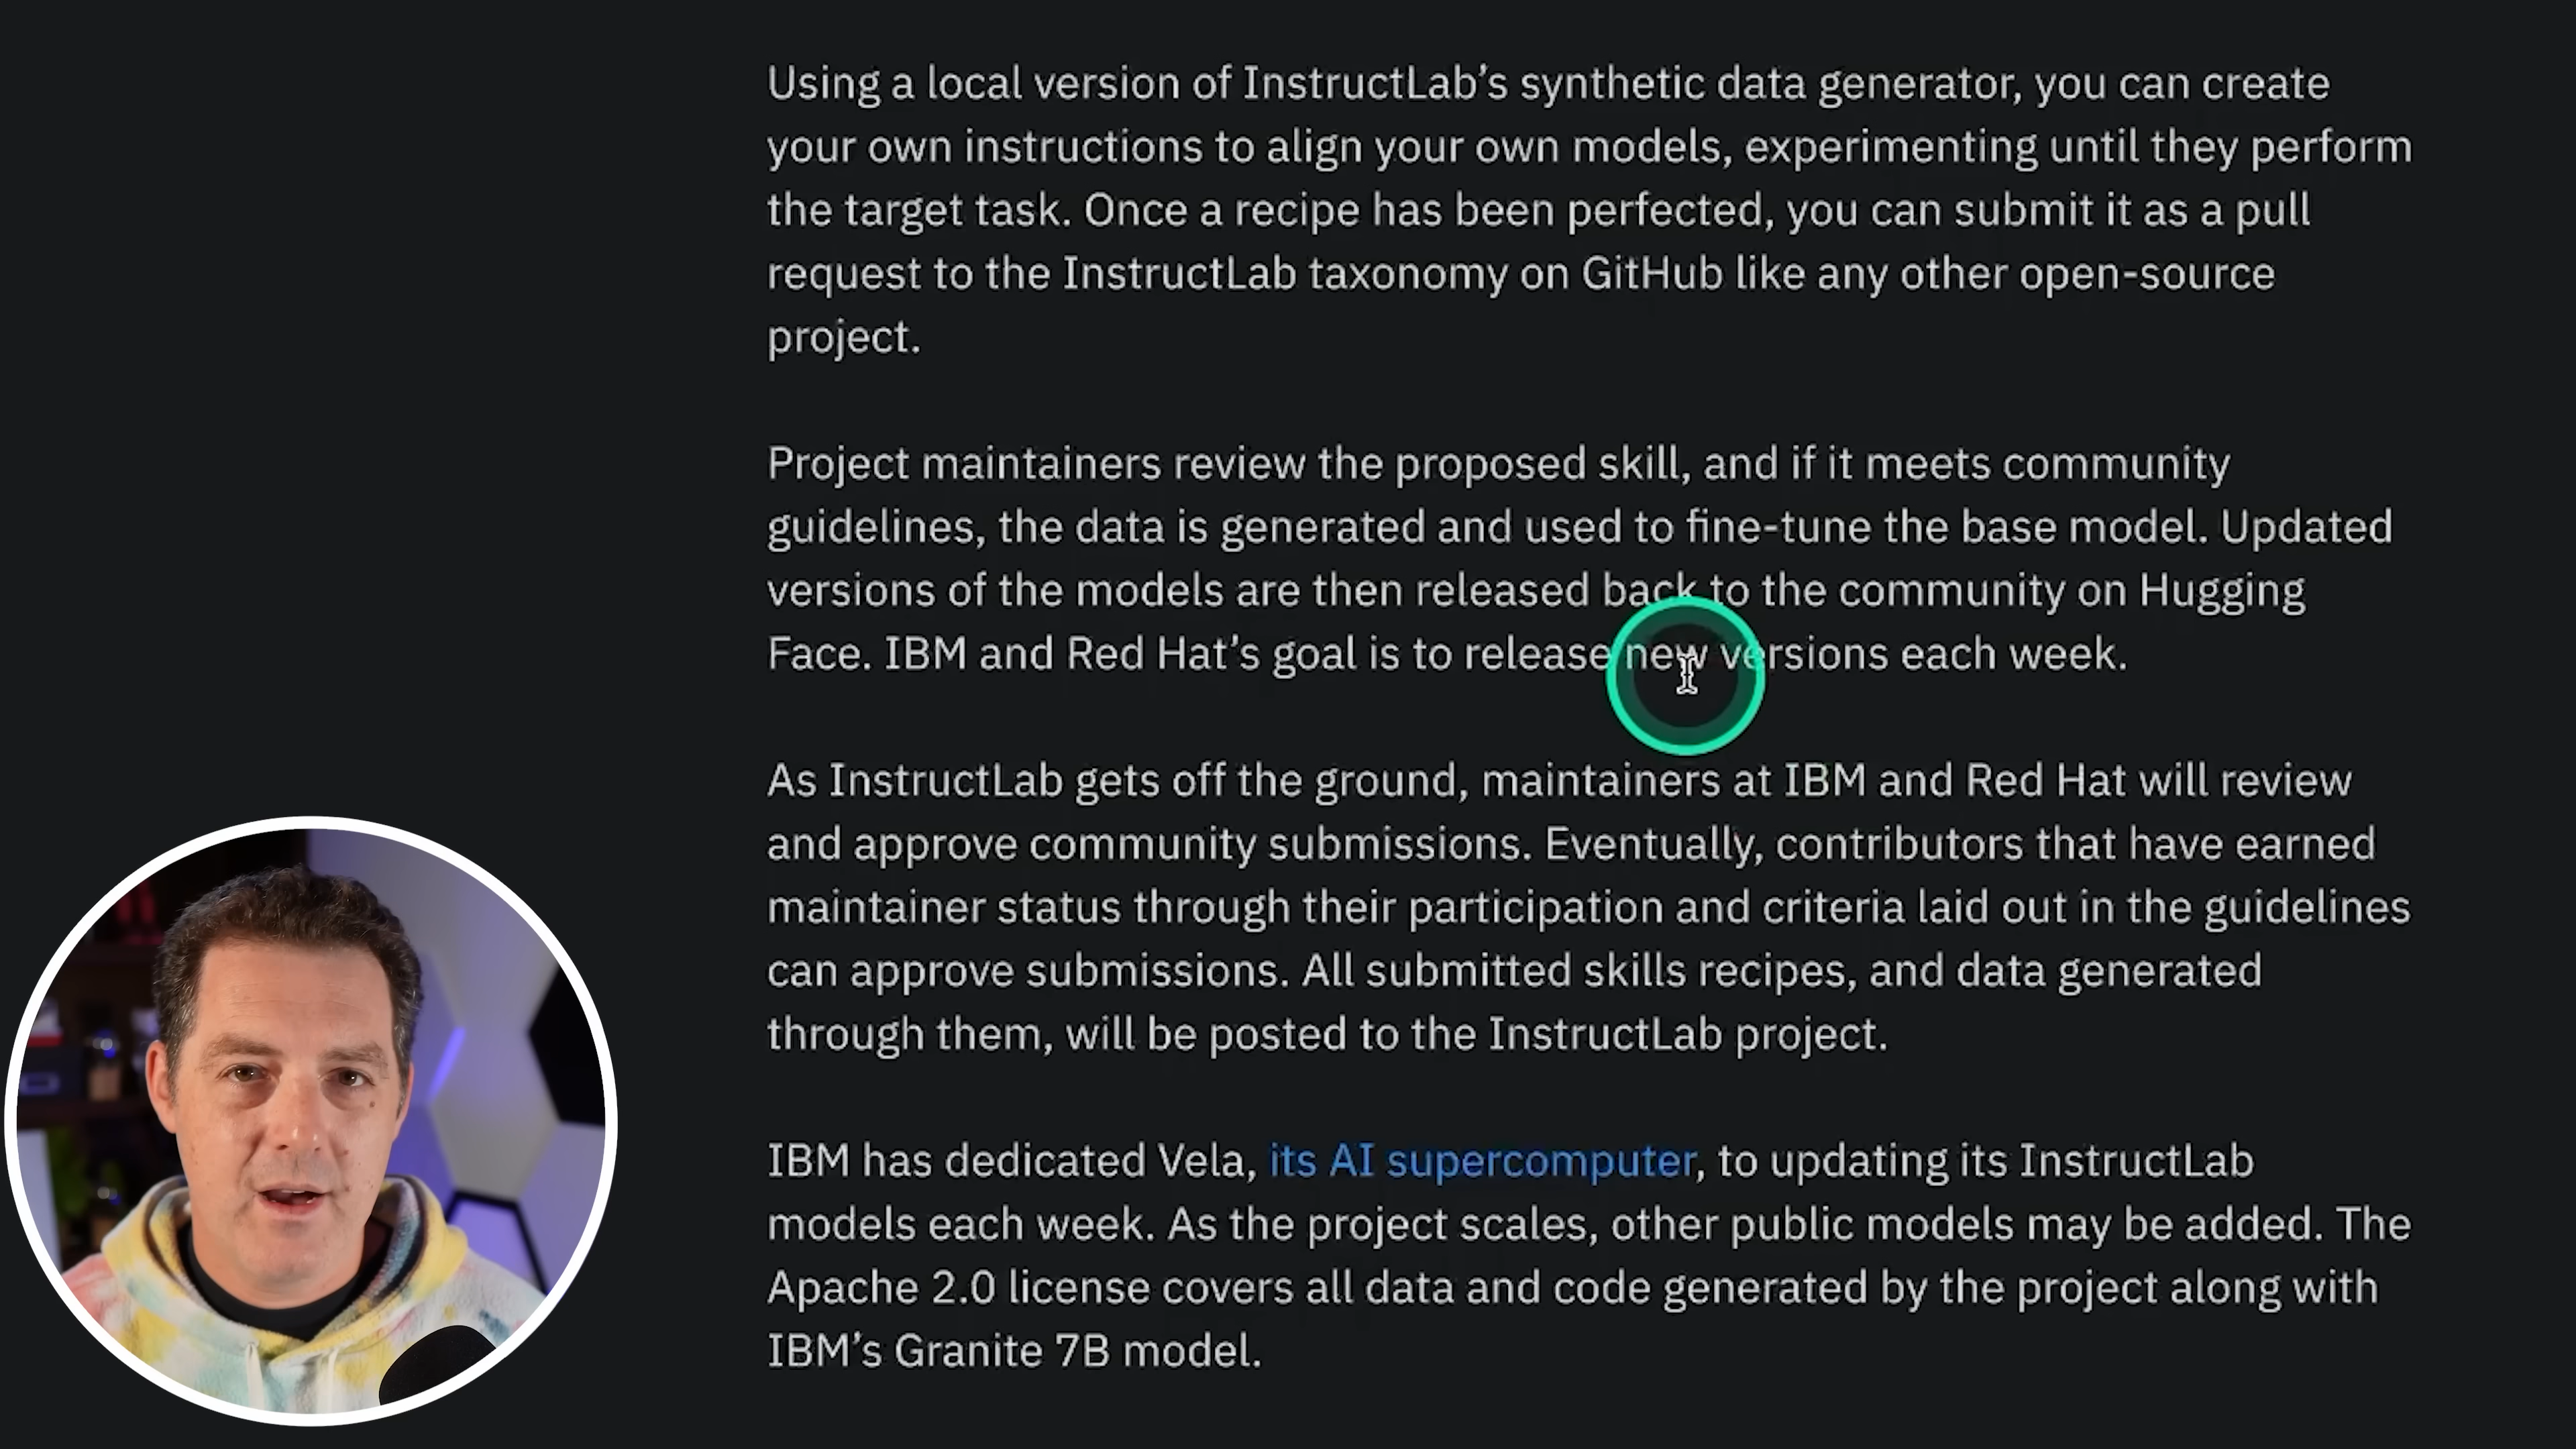 Using a local version of InstructLab’s synthetic data generator, you can create
your own instructions to align your own models, experimenting until they perform
the target task. Once a recipe has been perfected, you can submit it as a pull
request to the InstructLab taxonomy on GitHub like any other open-source
project.
Project maintainers review the proposed skill, and if it meets community
guidelines, the data is generated and used to fine-tune the base model. Updated
versions of the models are then released back to the community on Hugging
Face. IBM and Red Hat’s goal is to release new versions each week.
As InstructLab gets off the ground, maintainers at IBM and Red Hat will review
and approve community submissions. Eventually, contributors that have earned
maintainer status through their participation and criteria laid out in the guidelines
can approve submissions. All submitted skills recipes, and data generated
through them, will be posted to the InstructLab project.
IBM has dedicated Vela, its AI supercomputer, to updating its InstructLab
models each week. As the project scales, other public models may be added. The
Apache 2.0 license covers all data and code generated by the project along with
IBM’s Granite 7B model.